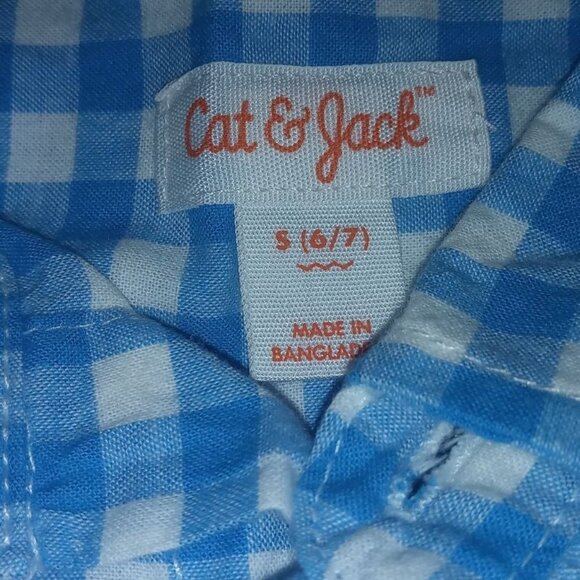 Cat & Jack™
S (6/7)
MADE IN